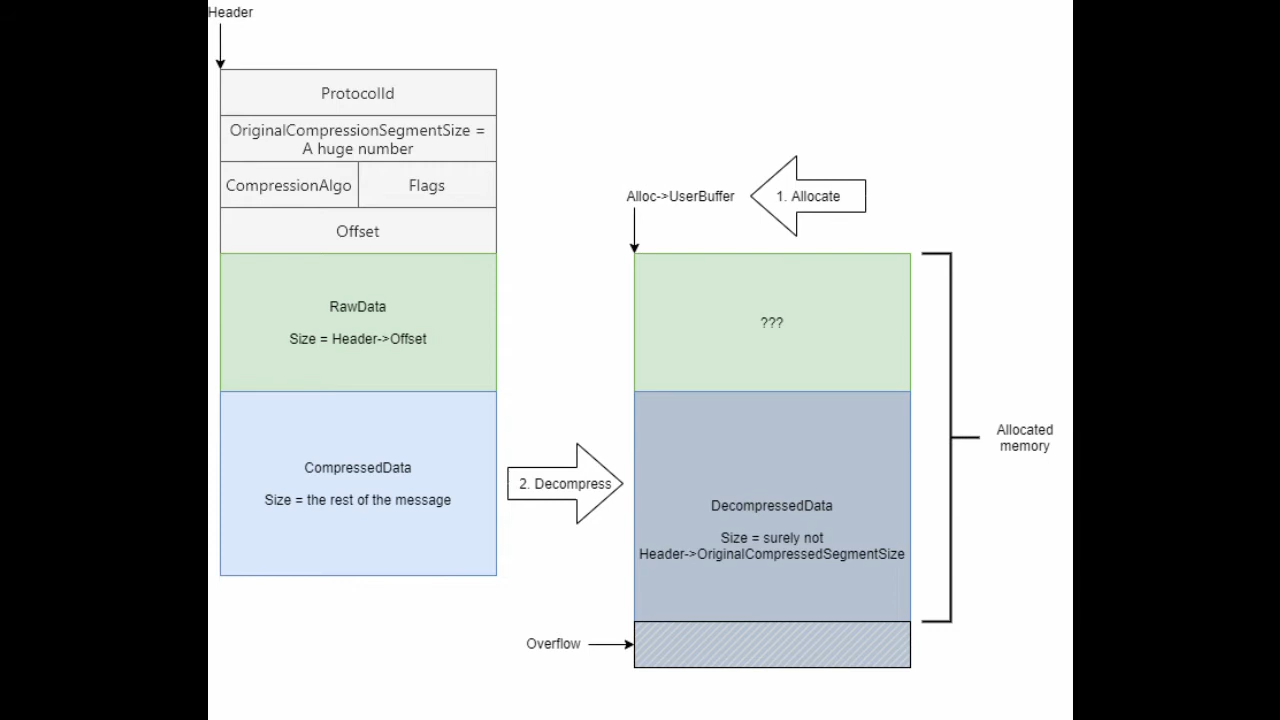 Header
ProtocolId
OriginalCompressionSegmentSize =
A huge number
CompressionAlgo
Flags
Offset
RawData
Size = Header->Offset
CompressedData
Size = the rest of the message
1. Allocate
Alloc->UserBuffer
???
2. Decompress
DecompressedData
Size = surely not
Header->OriginalCompressedSegmentSize
Allocated
memory
Overflow